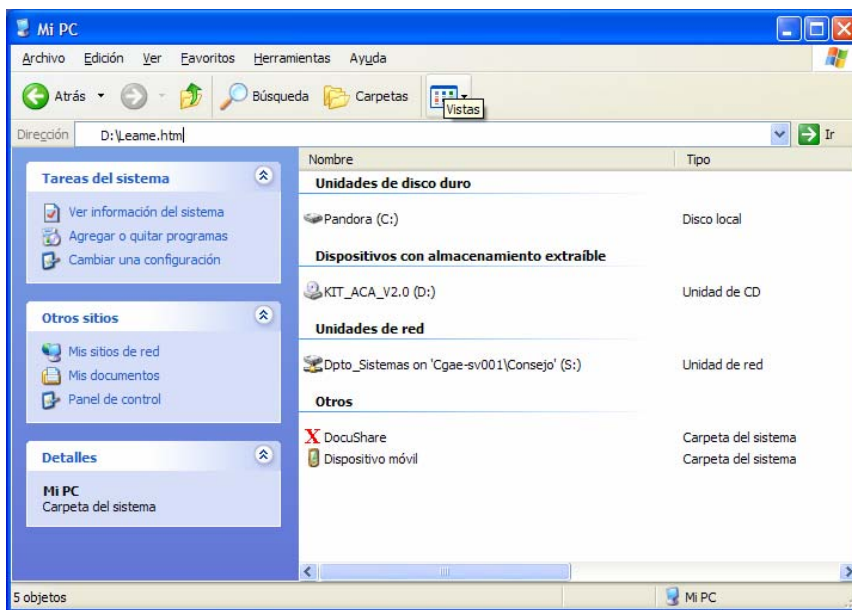 Mi PC
Archivo Edición Ver Favoritos Herramientas Ayuda
Atrás Búsqueda Carpetas
Vistas
Dirección D:\Leame.htm Ir
Nombre Tipo
Tareas del sistema
Ver información del sistema
Agregar o quitar programas
Cambiar una configuración
Otros sitios
Mis sitios de red
Mis documentos
Panel de control
Detalles
Mi PC
Carpeta del sistema
Unidades de disco duro
Pandora (C:) Disco local
Dispositivos con almacenamiento extraíble
KIT_ACA_V2.0 (D:) Unidad de CD
Unidades de red
Dpto_Sistemas on 'Cgae-sv001\Consejo' (S:) Unidad de red
Otros
DocuShare Carpeta del sistema
Dispositivo móvil Carpeta del sistema
5 objetos Mi PC